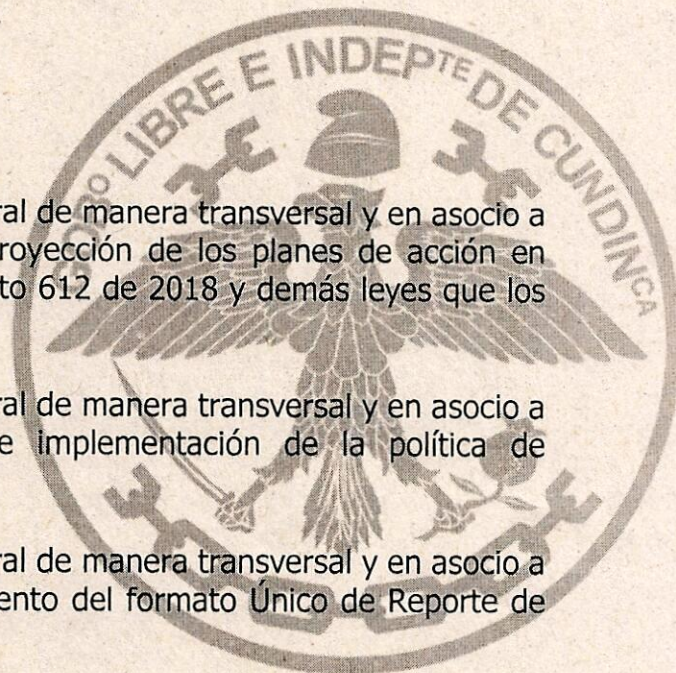 SOBº LIBRE E INDEPTE DE CUNDINCA
ral de manera transversal y en asocio a
royección de los planes de acción en
to 612 de 2018 y demás leyes que los
ral de manera transversal y en asocio a
e implementación de la política de
ral de manera transversal y en asocio a
ento del formato Único de Reporte de